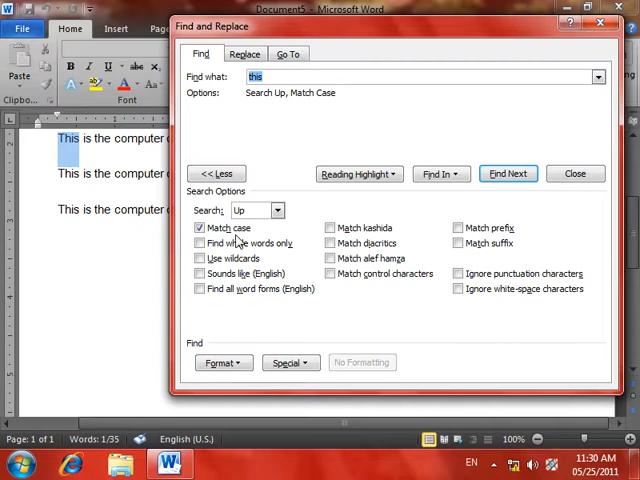 Document5 - Microsoft Word
Find and Replace
File
Home
Insert
Find
Replace
Go To
Paste
Clipboard
Font
Find what:
this
Options:
Search Up, Match Case
This is the computer
<< Less
Reading Highlight
Find In
Find Next
Close
This is the computer
Search Options
Search:
Up
This is the computer
Match case
Match kashida
Match prefix
Find whole words only
Match diacritics
Match suffix
Use wildcards
Match alef hamza
Sounds like (English)
Match control characters
Ignore punctuation characters
Find all word forms (English)
Ignore white-space characters
Find
Format
Special
No Formatting
Page: 1 of 1
Words: 1/35
English (U.S.)
100%
EN
11:30 AM
05/25/2011